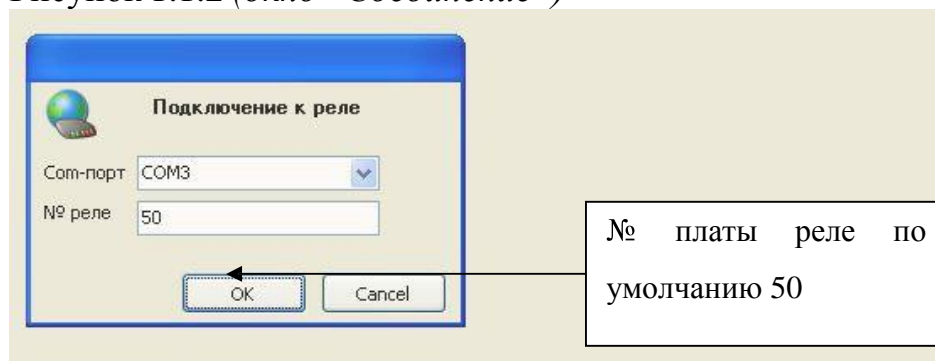 Рисунок 1.1.2 (окно "Соединение")
Подключение к реле
Com-порт COM3
№ реле 50
OK Cancel
№ платы реле по
умолчанию 50